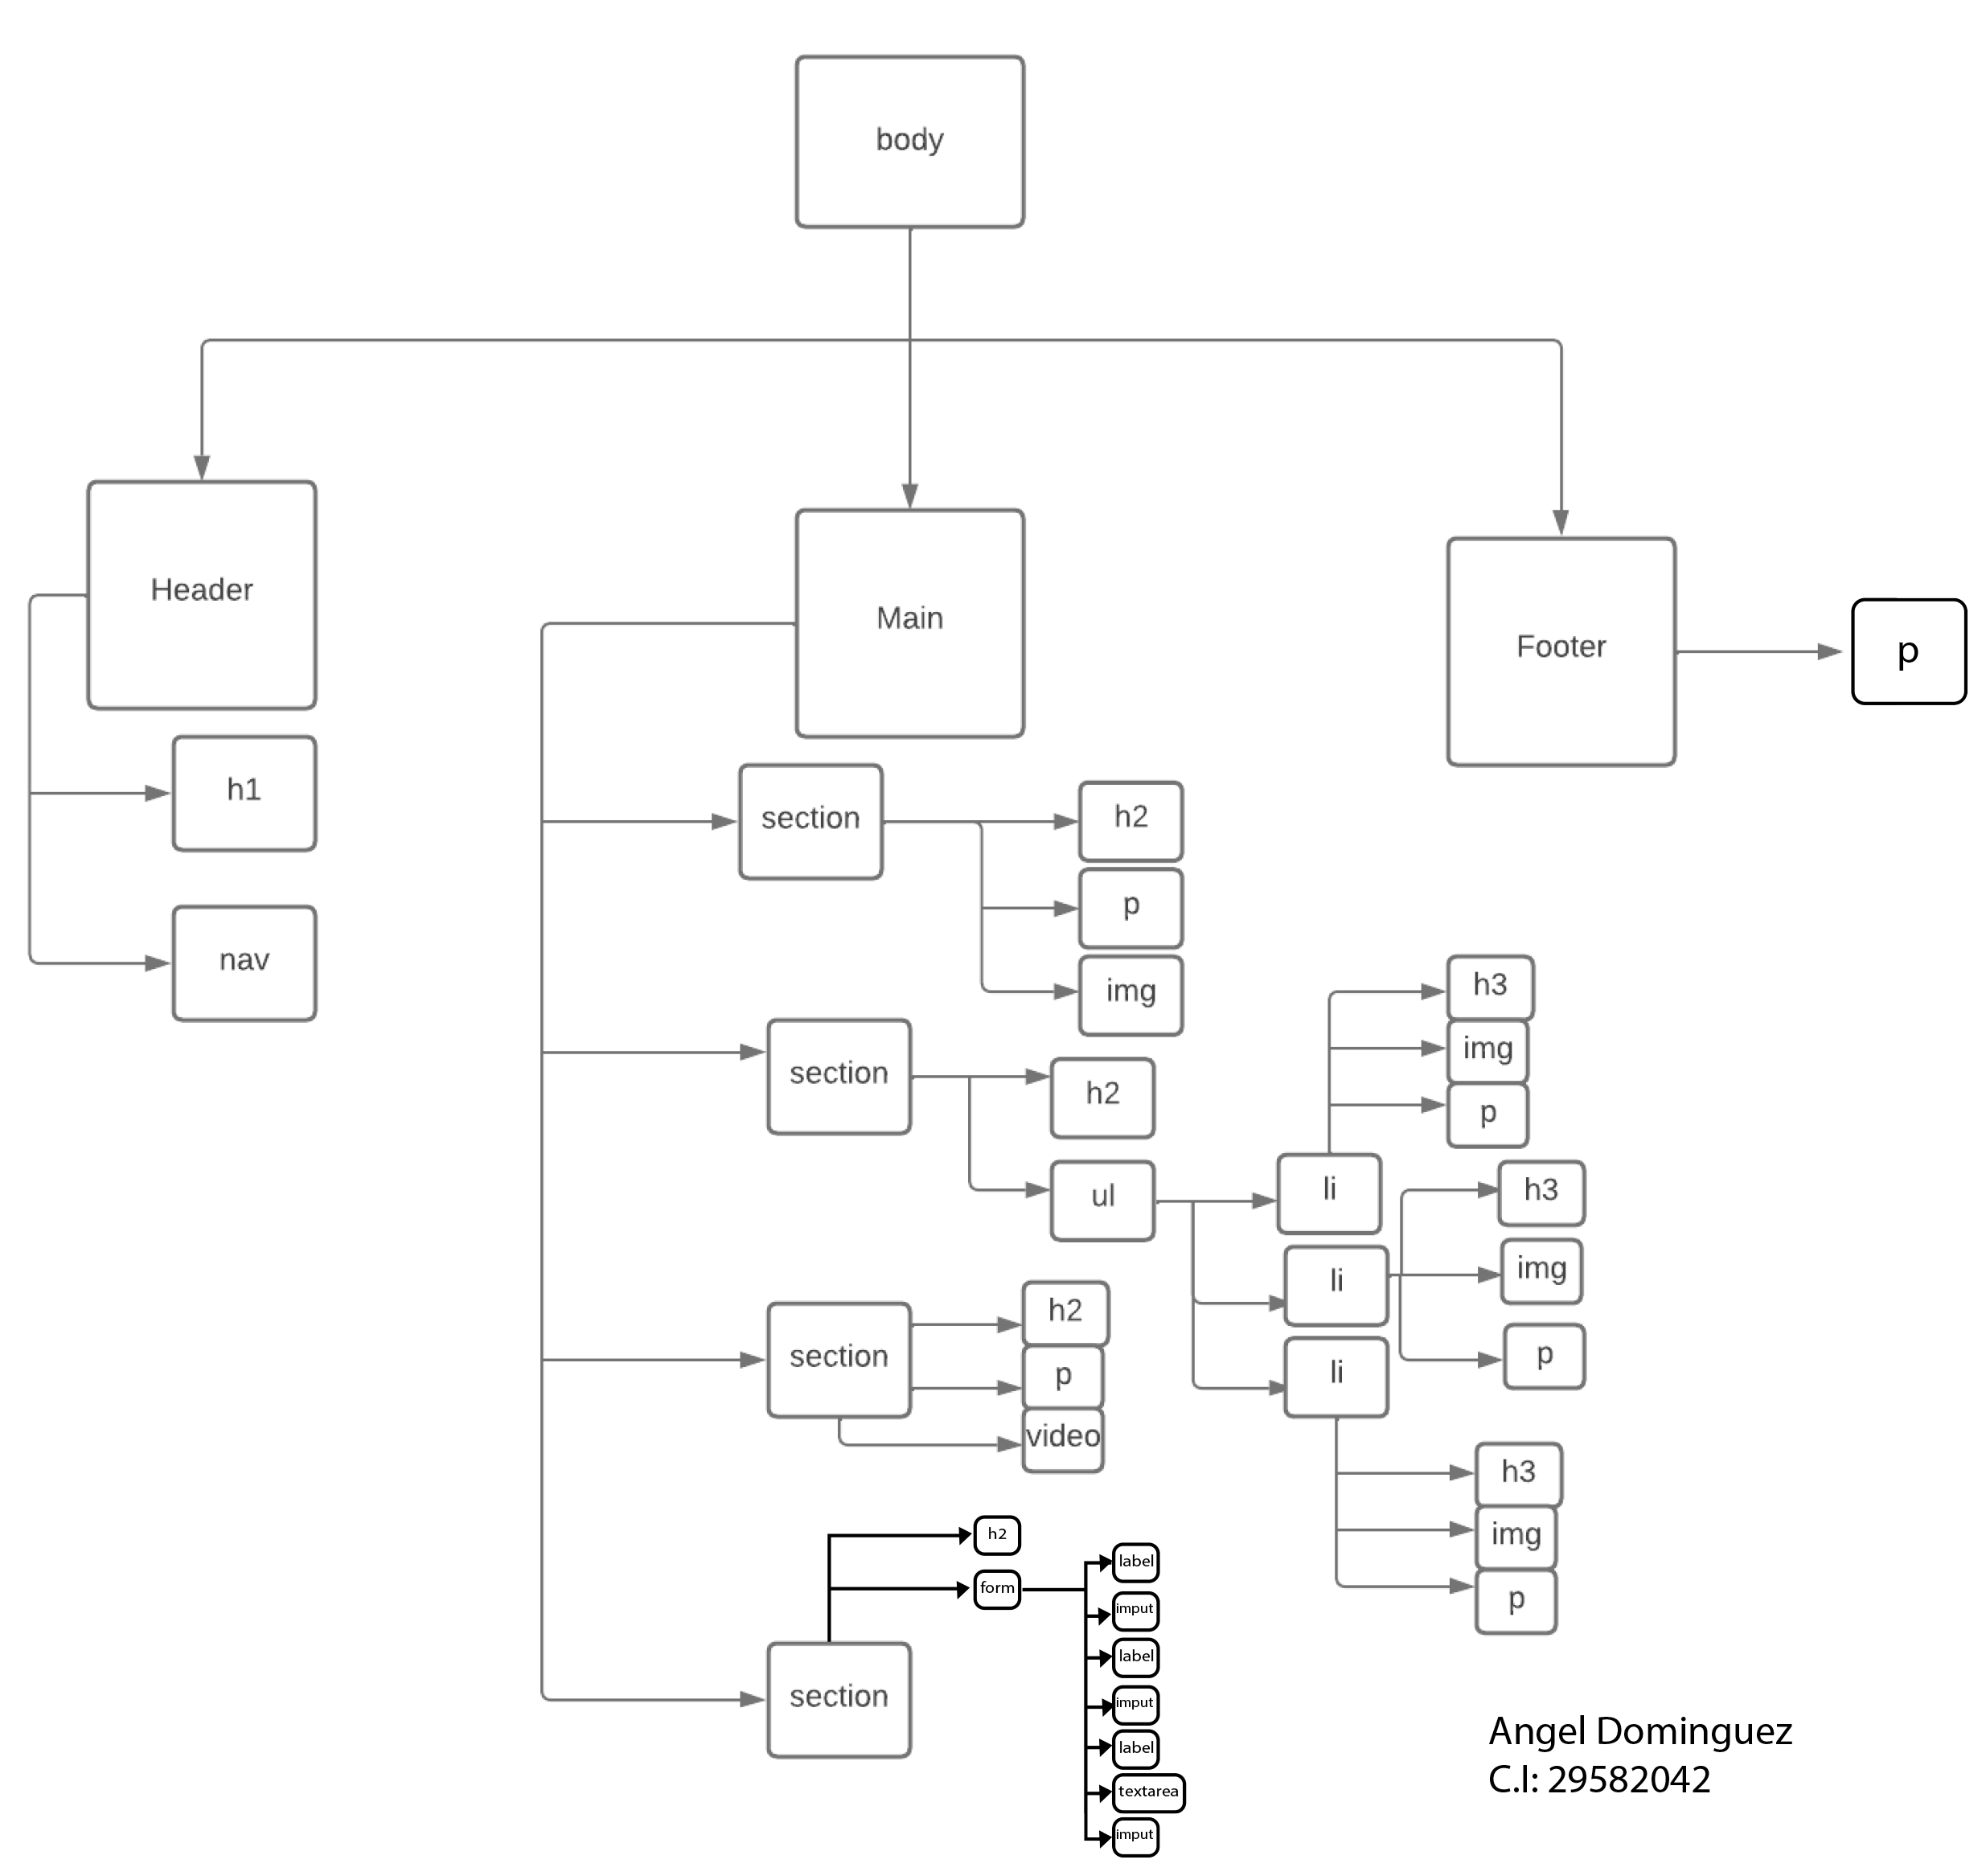 body
Header
Main
Footer
p
h1
nav
section
h2
p
img
section
h2
ul
li
h3
img
p
li
h3
img
p
li
h3
img
p
section
h2
p
video
section
h2
form
label
imput
label
imput
label
textarea
imput
Angel Dominguez
C.I: 29582042